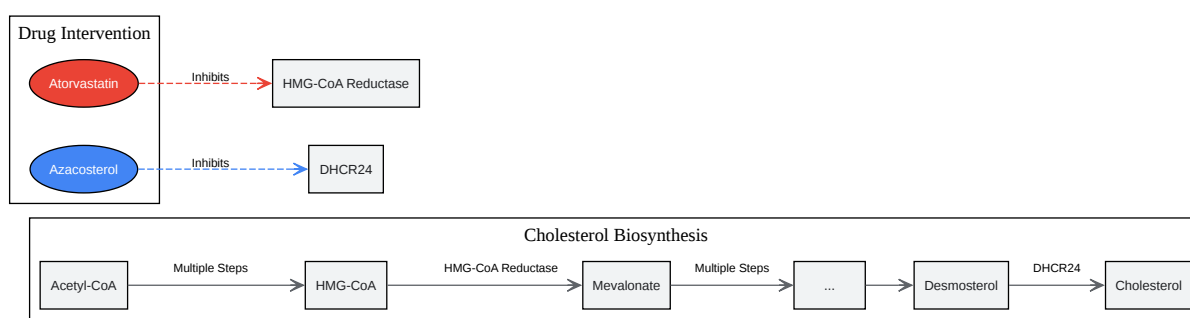 Drug Intervention
Atorvastatin
Inhibits
HMG-CoA Reductase
Azacosterol
Inhibits
DHCR24
Cholesterol Biosynthesis
Acetyl-CoA
Multiple Steps
HMG-CoA
HMG-CoA Reductase
Mevalonate
Multiple Steps
...
Desmosterol
DHCR24
Cholesterol